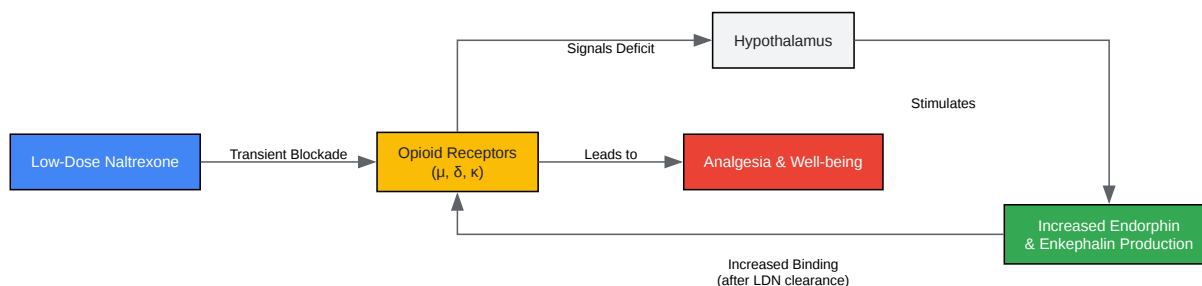 Signals Deficit
Hypothalamus
Stimulates
Low-Dose Naltrexone
Transient Blockade
Opioid Receptors
(μ, δ, κ)
Leads to
Analgesia & Well-being
Increased Endorphin
& Enkephalin Production
Increased Binding
(after LDN clearance)